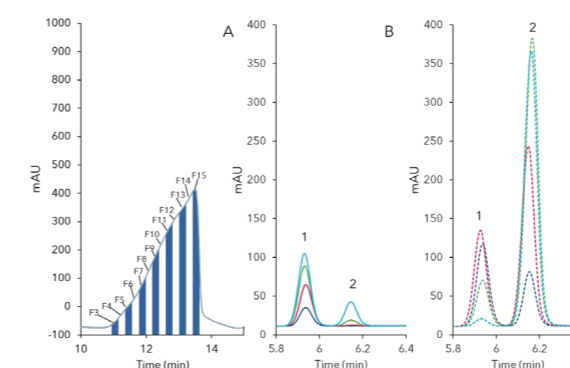 A
mAU
1000
900
800
700
600
500
400
300
200
100
0
-100
F3
F4
F5
F6
F7
F8
F9
F10
F11
F12
F13
F14
F15
10
12
14
Time (min)
B
mAU
400
350
300
250
200
150
100
50
0
1
2
5.8
6
6.2
6.4
Time (min)
mAU
400
350
300
250
200
150
100
50
0
1
2
5.8
6
6.2
Time (min)